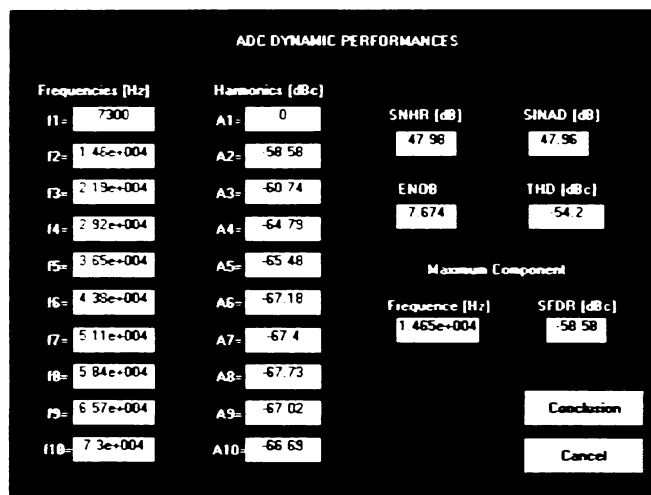 ADC DYNAMIC PERFORMANCES
Frequencies [Hz] Harmonics [dBc]
f1= 7300 A1= 0 SNHR [dB] SINAD [dB]
47.98 47.96
f2= 1.46e+004 A2= -58.58
f3= 2.19e+004 A3= -60.74 ENOB THD [dBc]
7.674 -54.2
f4= 2.92e+004 A4= -64.79
f5= 3.65e+004 A5= -65.48 Maximum Component
f6= 4.38e+004 A6= -67.18 Frequence [Hz] SFDR [dBc]
1.465e+004 -58.58
f7= 5.11e+004 A7= -67.4
f8= 5.84e+004 A8= -67.73
f9= 6.57e+004 A9= -67.02 Conclusion
f10= 7.3e+004 A10= -66.69 Cancel